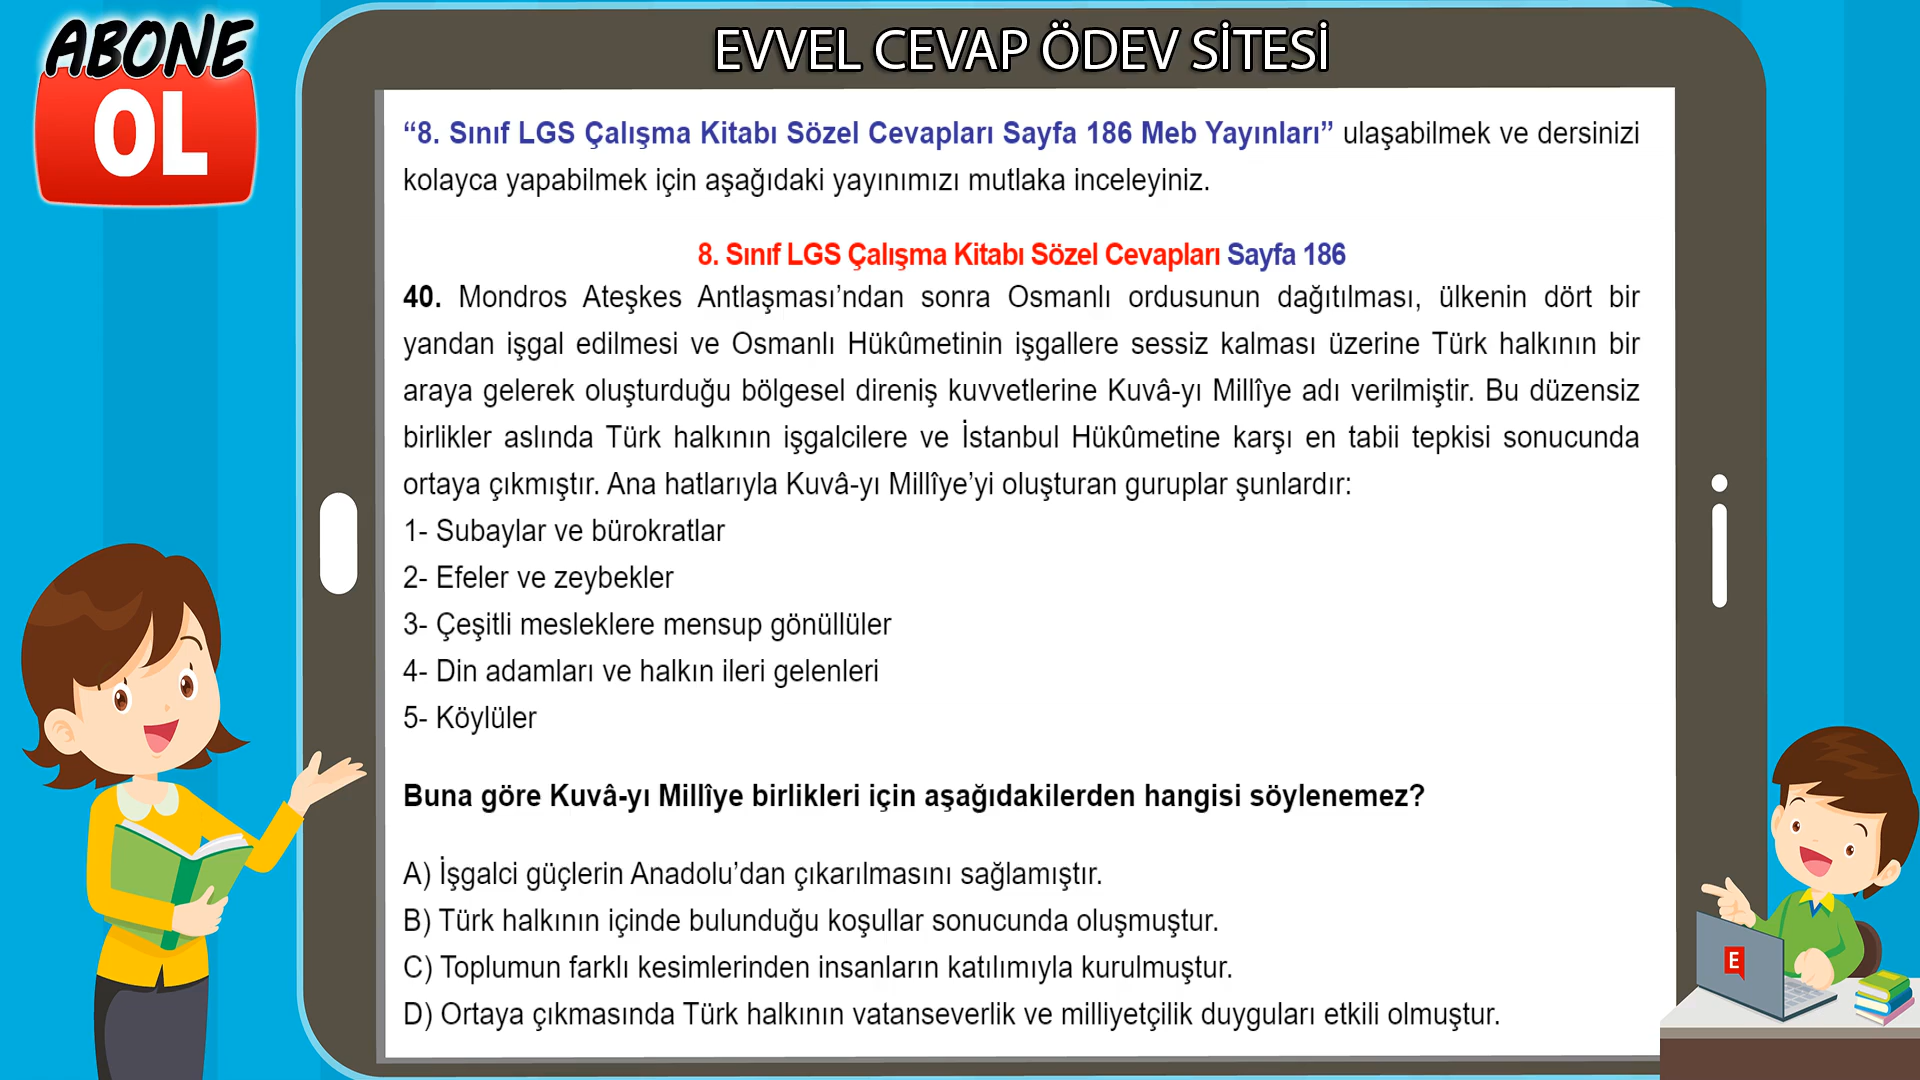 ABONE
OL
EVVEL CEVAP ÖDEV SİTESİ
“8. Sınıf LGS Çalışma Kitabı Sözel Cevapları Sayfa 186 Meb Yayınları” ulaşabilmek ve dersinizi
kolayca yapabilmek için aşağıdaki yayınımızı mutlaka inceleyiniz.
8. Sınıf LGS Çalışma Kitabı Sözel Cevapları Sayfa 186
40. Mondros Ateşkes Antlaşması’ndan sonra Osmanlı ordusunun dağıtılması, ülkenin dört bir
yandan işgal edilmesi ve Osmanlı Hükûmetinin işgallere sessiz kalması üzerine Türk halkının bir
araya gelerek oluşturduğu bölgesel direniş kuvvetlerine Kuvâ-yı Millîye adı verilmiştir. Bu düzensiz
birlikler aslında Türk halkının işgalcilere ve İstanbul Hükûmetine karşı en tabii tepkisi sonucunda
ortaya çıkmıştır. Ana hatlarıyla Kuvâ-yı Millîye’yi oluşturan guruplar şunlardır:
1- Subaylar ve bürokratlar
2- Efeler ve zeybekler
3- Çeşitli mesleklere mensup gönüllüler
4- Din adamları ve halkın ileri gelenleri
5- Köylüler
Buna göre Kuvâ-yı Millîye birlikleri için aşağıdakilerden hangisi söylenemez?
A) İşgalci güçlerin Anadolu’dan çıkarılmasını sağlamıştır.
B) Türk halkının içinde bulunduğu koşullar sonucunda oluşmuştur.
C) Toplumun farklı kesimlerinden insanların katılımıyla kurulmuştur.
D) Ortaya çıkmasında Türk halkının vatanseverlik ve milliyetçilik duyguları etkili olmuştur.
E